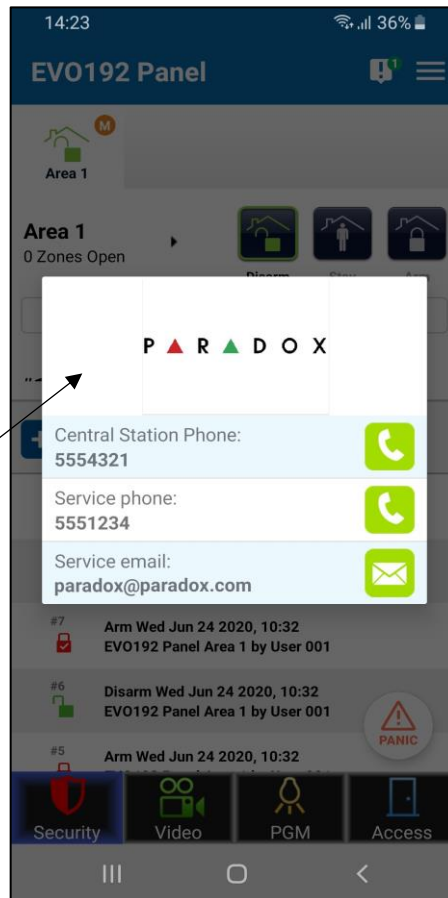 14:23
36%
EVO192 Panel
1
M
Area 1
Area 1
0 Zones Open
Disarm Stay Arm
PARADOX
Central Station Phone:
5554321
Service phone:
5551234
Service email:
paradox@paradox.com
#7
Arm Wed Jun 24 2020, 10:32
EVO192 Panel Area 1 by User 001
#6
Disarm Wed Jun 24 2020, 10:32
EVO192 Panel Area 1 by User 001
#5
Arm Wed Jun 24 2020, 10:32
PANIC
Security Video PGM Access